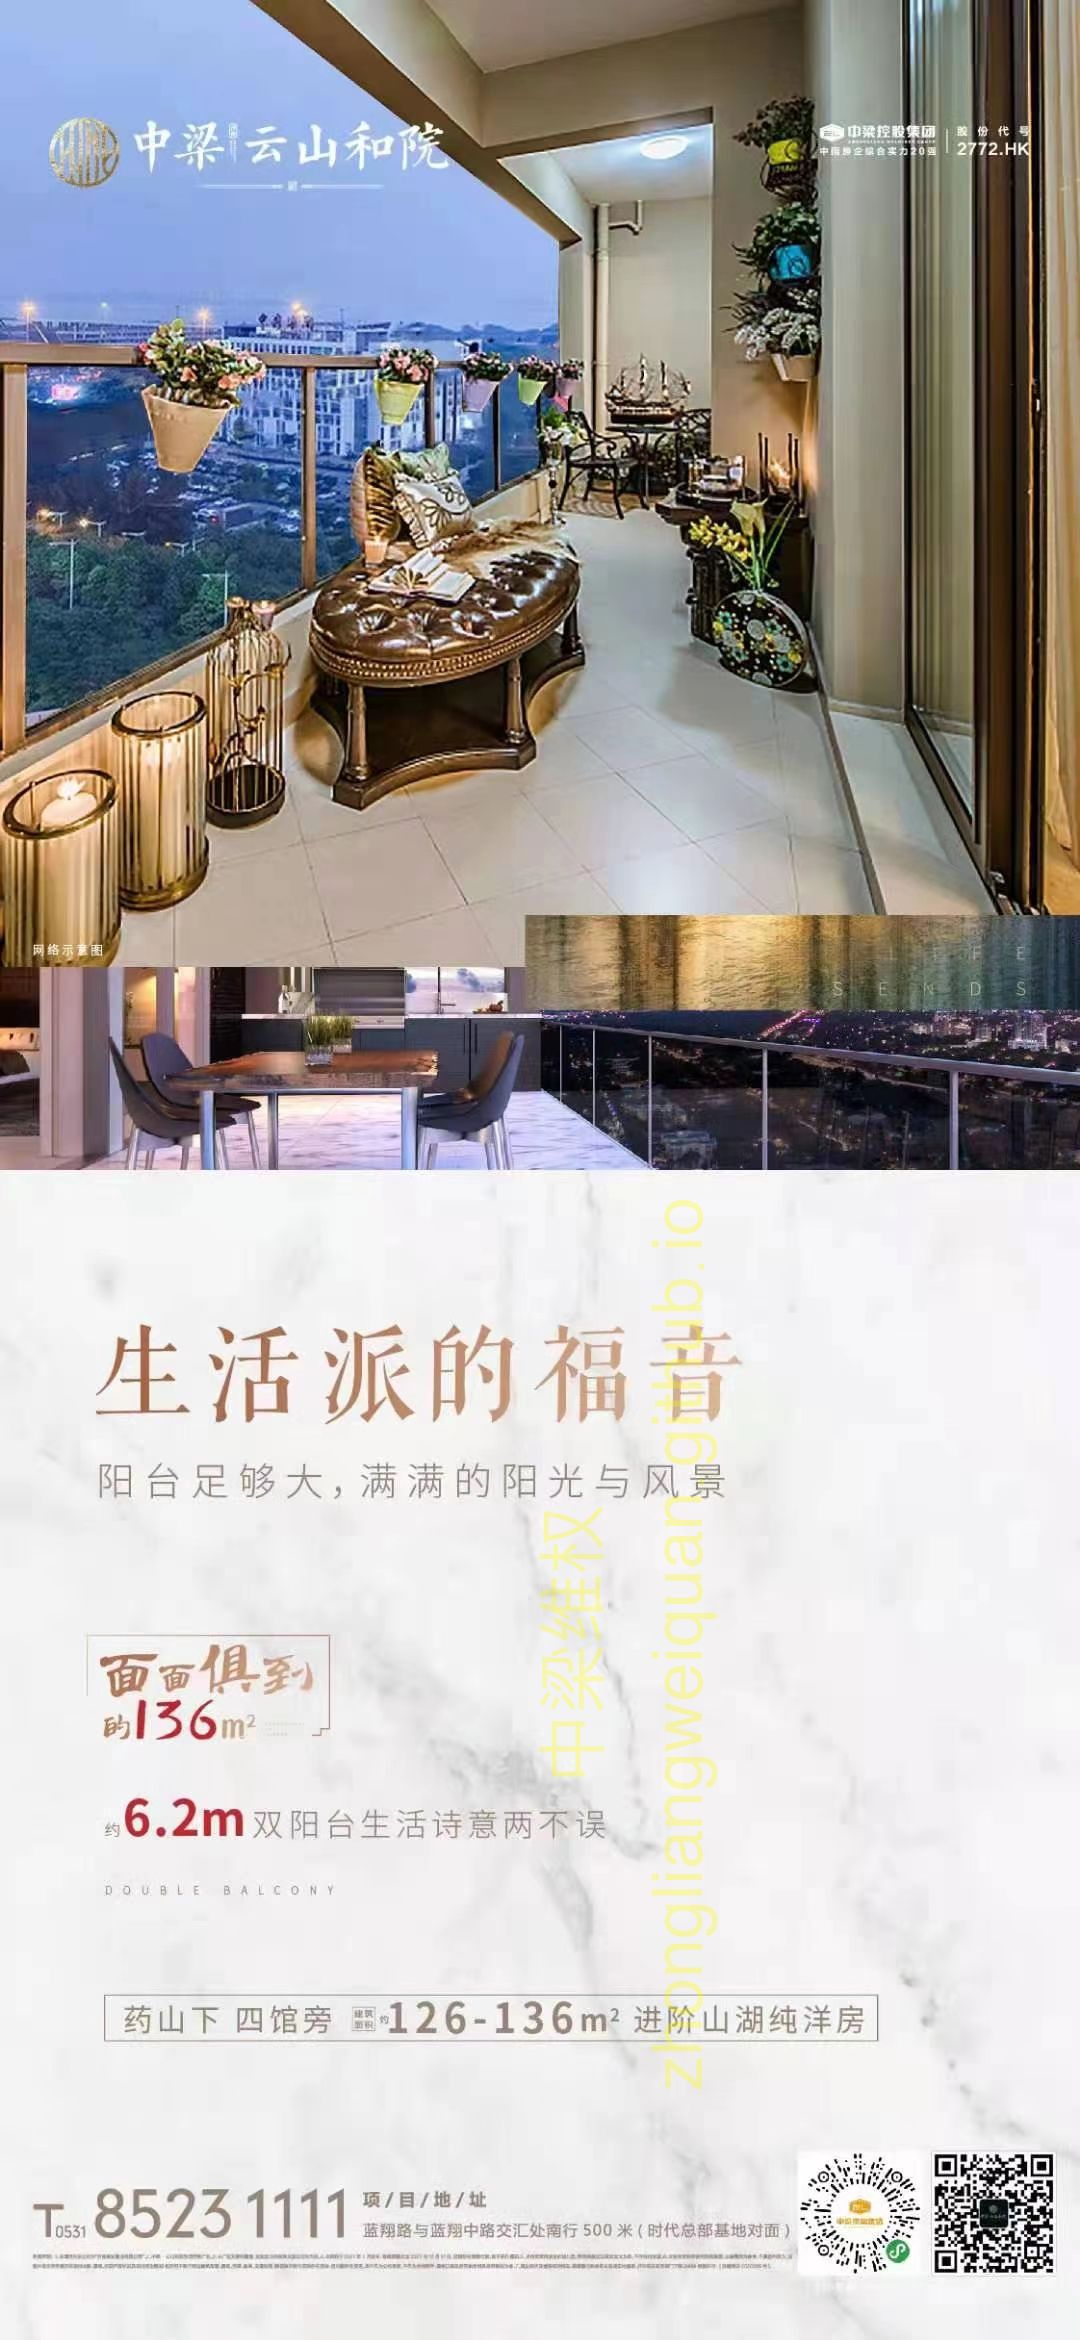 中梁 云山和院
中梁控股集团
中国房企综合实力20强
股份代号
2772.HK
网络示意图
LIFE
SENDS
生活派的福音
阳台足够大，满满的阳光与风景
面面俱到
的136m²
约6.2m双阳台生活诗意两不误
DOUBLE BALCONY
药山下 四馆旁 建筑面积约126-136m² 进阶山湖纯洋房
T0531 85231111
项/目/地/址
蓝翔路与蓝翔中路交汇处南行500米(时代总部基地对面)
中梁维权
zhongliangweiquan.github.io